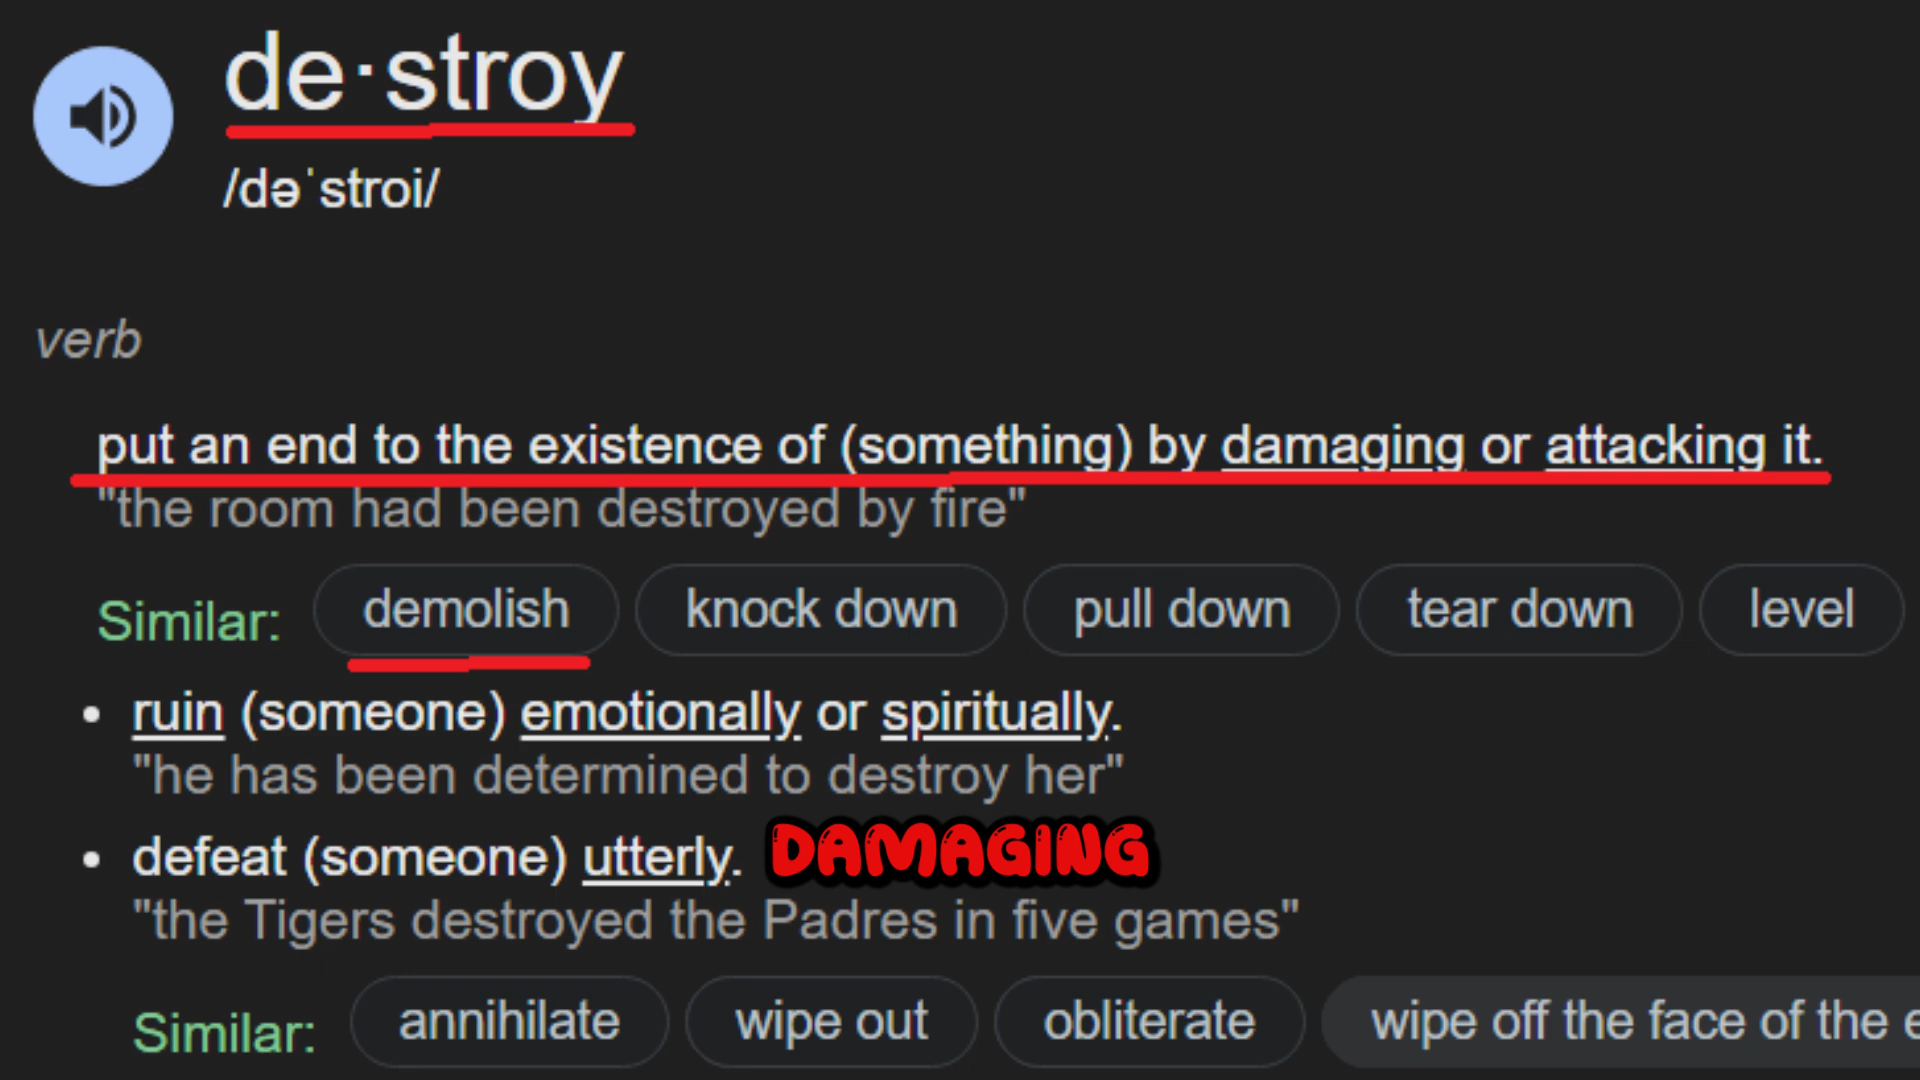 de·stroy
/dəˈstroi/
verb
put an end to the existence of (something) by damaging or attacking it.
"the room had been destroyed by fire"
Similar: demolish knock down pull down tear down level
• ruin (someone) emotionally or spiritually.
"he has been determined to destroy her"
• defeat (someone) utterly. DAMAGING
"the Tigers destroyed the Padres in five games"
Similar: annihilate wipe out obliterate wipe off the face of the